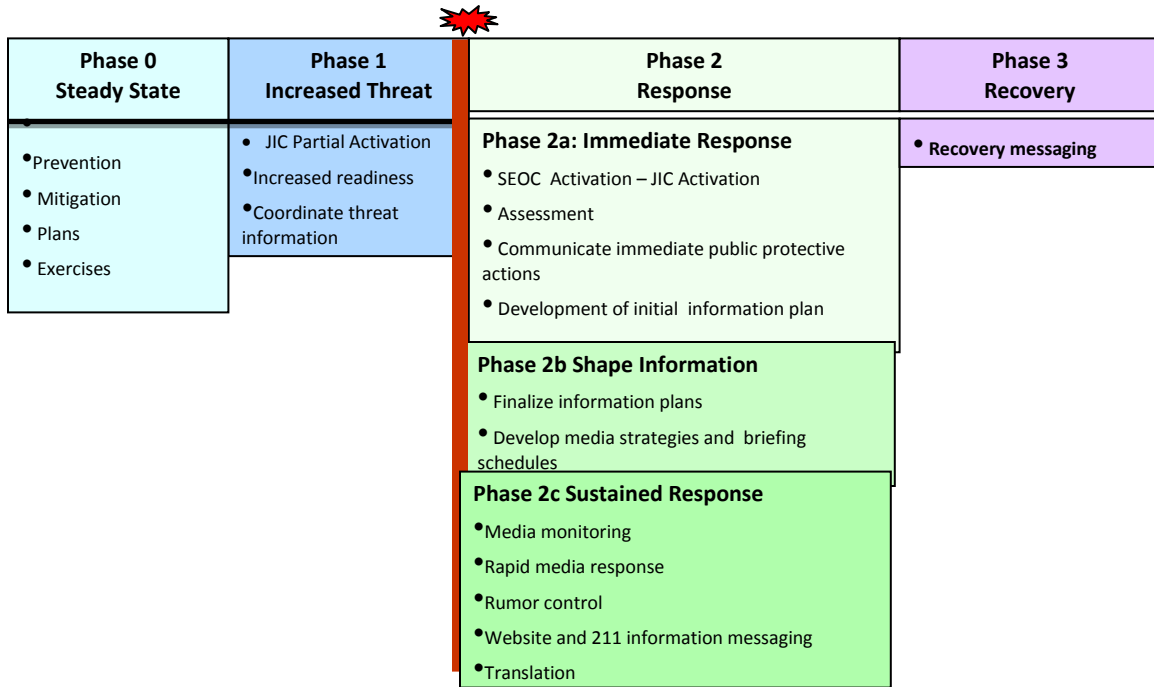 Phase 0
Steady State
Phase 1
Increased Threat
Phase 2
Response
Phase 3
Recovery
•
•Prevention
• Mitigation
• Plans
• Exercises
• JIC Partial Activation
•Increased readiness
•Coordinate threat
information
Phase 2a: Immediate Response
• SEOC Activation – JIC Activation
• Assessment
• Communicate immediate public protective
actions
• Development of initial information plan
Phase 2b Shape Information
• Finalize information plans
• Develop media strategies and briefing
schedules
Phase 2c Sustained Response
•Media monitoring
•Rapid media response
•Rumor control
•Website and 211 information messaging
•Translation
• Recovery messaging